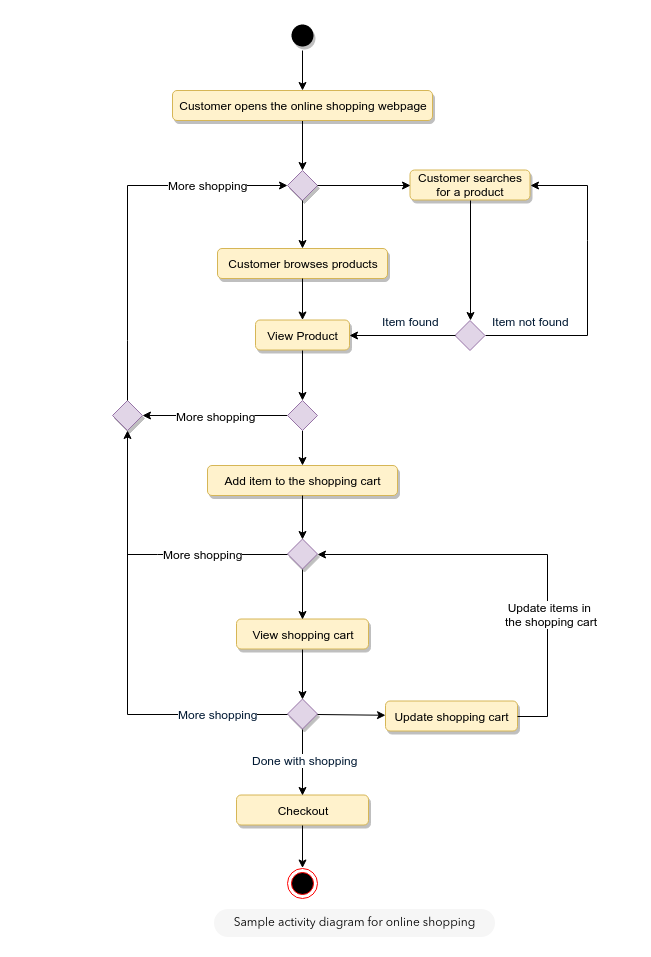 Customer opens the online shopping webpage
More shopping
Customer searches
for a product
Customer browses products
Item found
Item not found
View Product
More shopping
Add item to the shopping cart
More shopping
Update items in
the shopping cart
View shopping cart
More shopping
Update shopping cart
Done with shopping
Checkout
Sample activity diagram for online shopping